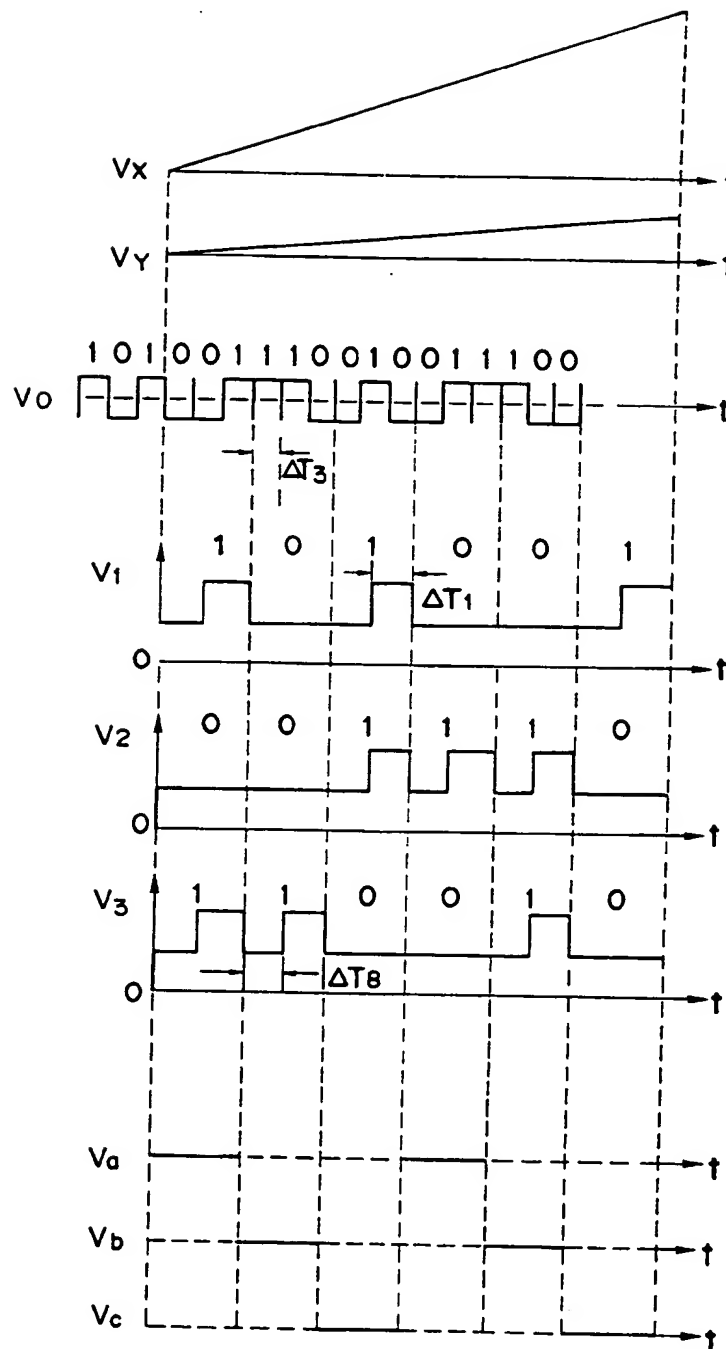 Vx t
VY t
1 0 1 0 0 1 1 1 0 0 1 0 0 1 1 1 0 0
Vo t
ΔT3
1 0 1 0 0 1
V1 ΔT1
0 t
0 0 1 1 1 0
V2
0 t
1 1 0 0 1 0
V3
ΔT8
0 t
Va t
Vb t
Vc t